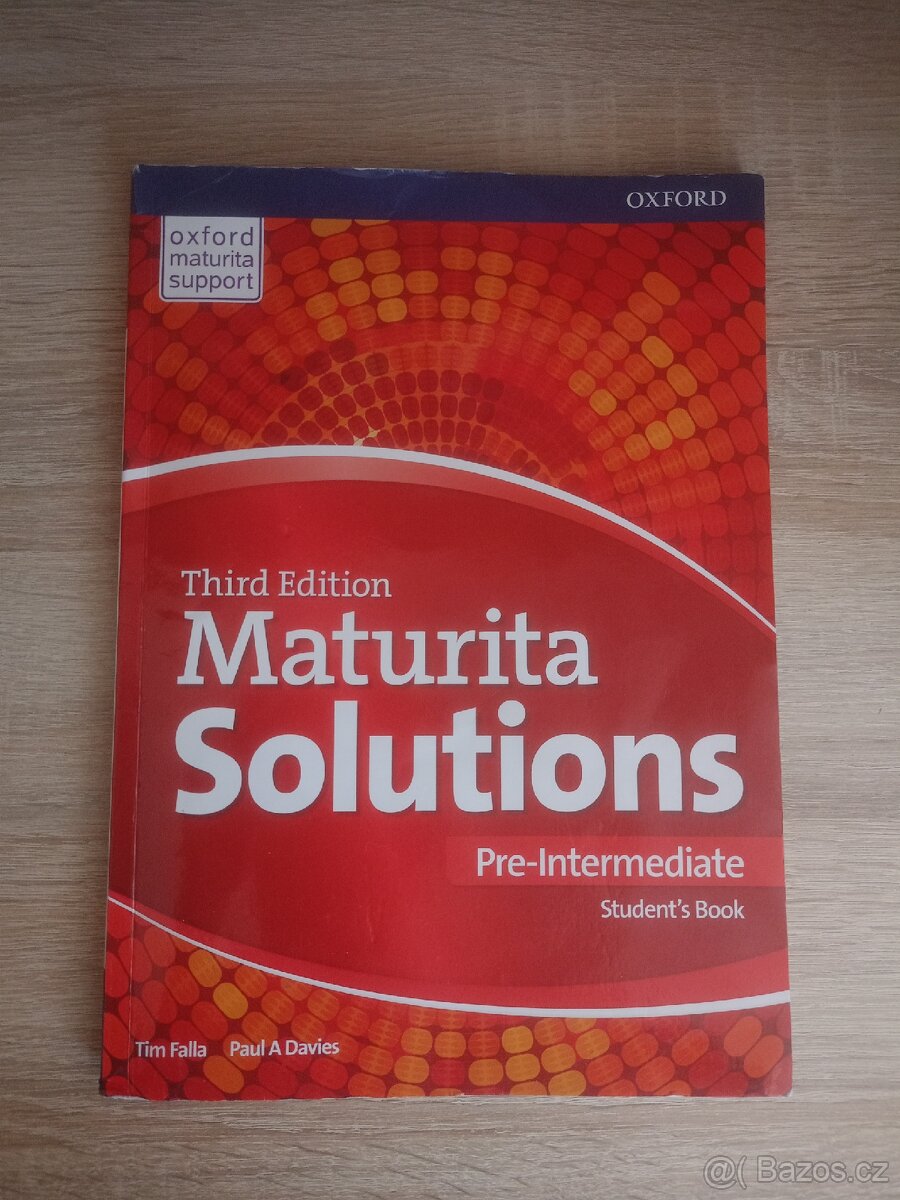 OXFORD
oxford
maturita
support
Third Edition
Maturita
Solutions
Pre-Intermediate
Student's Book
Tim Falla Paul A Davies
@( Bazos.cz